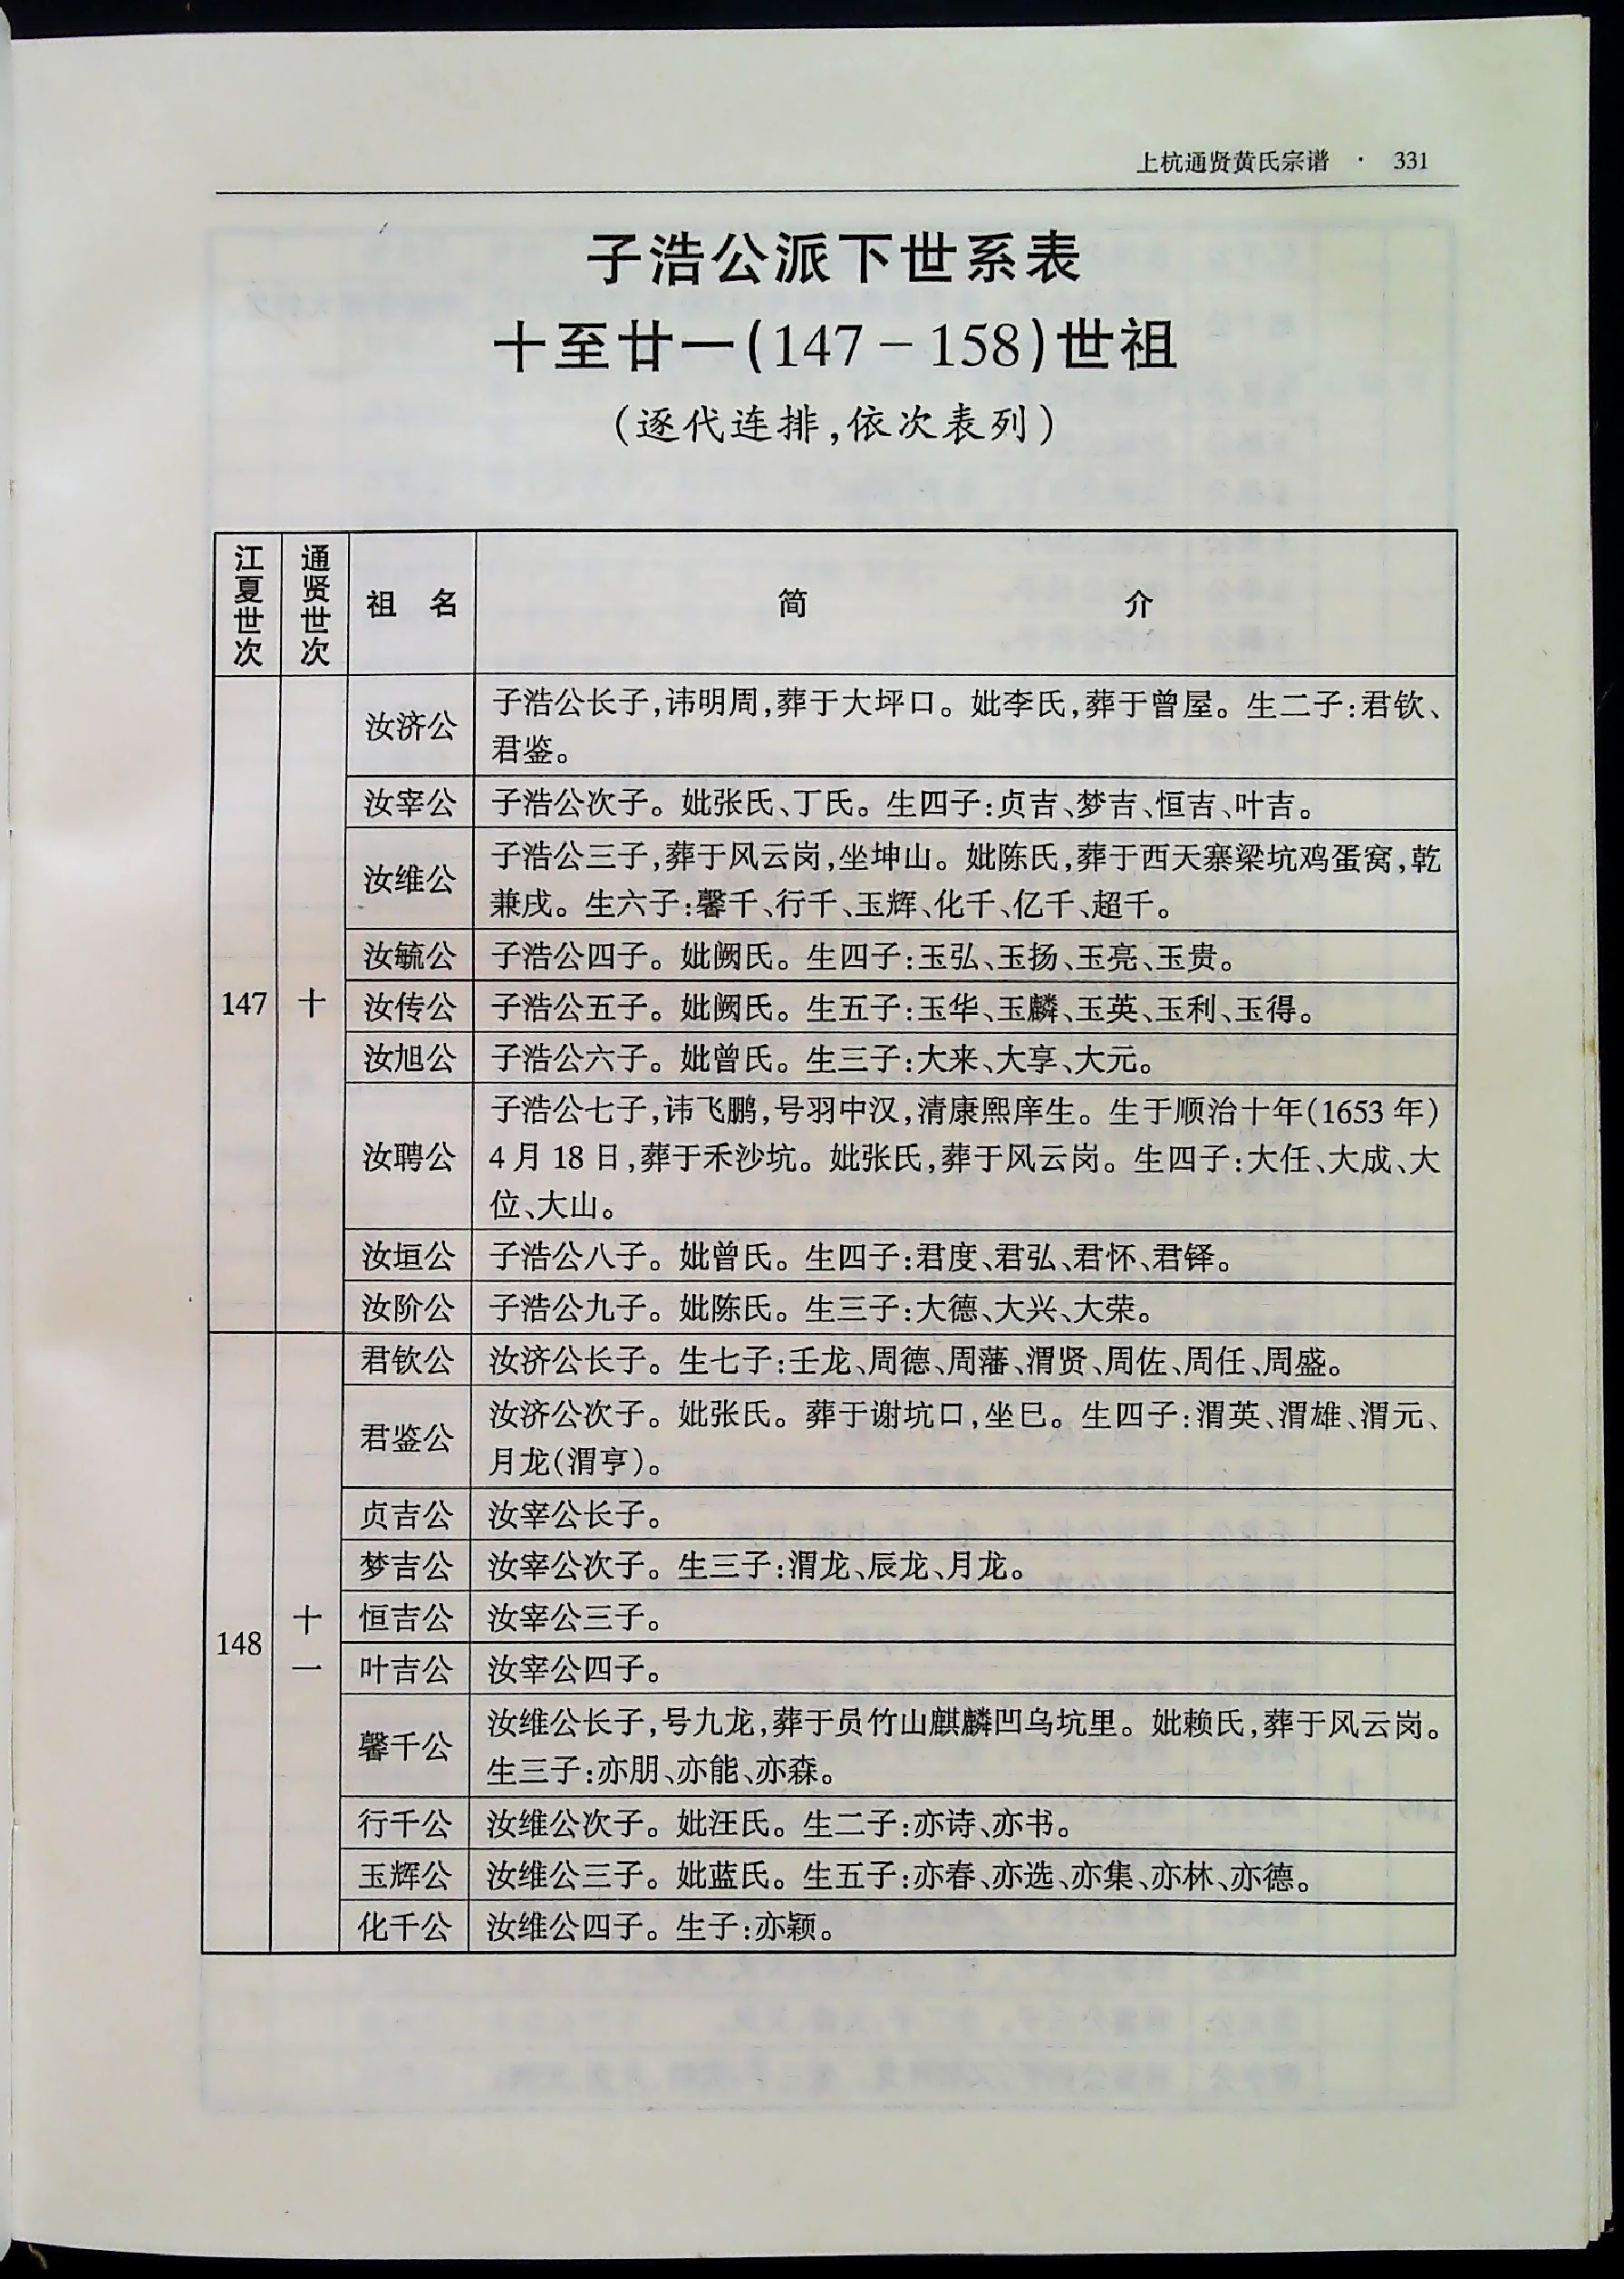 上杭通贤黄氏宗谱 · 331
子浩公派下世系表
十至廿一(147－158)世祖
(逐代连排,依次表列)
江夏世次 通贤世次 祖 名 简 介
147 十
汝济公 子浩公长子,讳明周,葬于大坪口。妣李氏,葬于曾屋。生二子:君钦、
君鉴。
汝宰公 子浩公次子。妣张氏、丁氏。生四子:贞吉、梦吉、恒吉、叶吉。
汝维公 子浩公三子,葬于风云岗,坐坤山。妣陈氏,葬于西天寨梁坑鸡蛋窝,乾
兼戌。生六子:馨千、行千、玉辉、化千、亿千、超千。
汝毓公 子浩公四子。妣阙氏。生四子:玉弘、玉扬、玉亮、玉贵。
汝传公 子浩公五子。妣阙氏。生五子:玉华、玉麟、玉英、玉利、玉得。
汝旭公 子浩公六子。妣曾氏。生三子:大来、大享、大元。
汝聘公 子浩公七子,讳飞鹏,号羽中汉,清康熙庠生。生于顺治十年(1653年)
4月18日,葬于禾沙坑。妣张氏,葬于风云岗。生四子:大任、大成、大
位、大山。
汝垣公 子浩公八子。妣曾氏。生四子:君度、君弘、君怀、君铎。
汝阶公 子浩公九子。妣陈氏。生三子:大德、大兴、大荣。
148 十一
君钦公 汝济公长子。生七子:壬龙、周德、周藩、渭贤、周佐、周任、周盛。
君鉴公 汝济公次子。妣张氏。葬于谢坑口,坐巳。生四子:渭英、渭雄、渭元、
月龙(渭亨)。
贞吉公 汝宰公长子。
梦吉公 汝宰公次子。生三子:渭龙、辰龙、月龙。
恒吉公 汝宰公三子。
叶吉公 汝宰公四子。
馨千公 汝维公长子,号九龙,葬于员竹山麒麟凹乌坑里。妣赖氏,葬于风云岗。
生三子:亦朋、亦能、亦森。
行千公 汝维公次子。妣汪氏。生二子:亦诗、亦书。
玉辉公 汝维公三子。妣蓝氏。生五子:亦春、亦选、亦集、亦林、亦德。
化千公 汝维公四子。生子:亦颖。